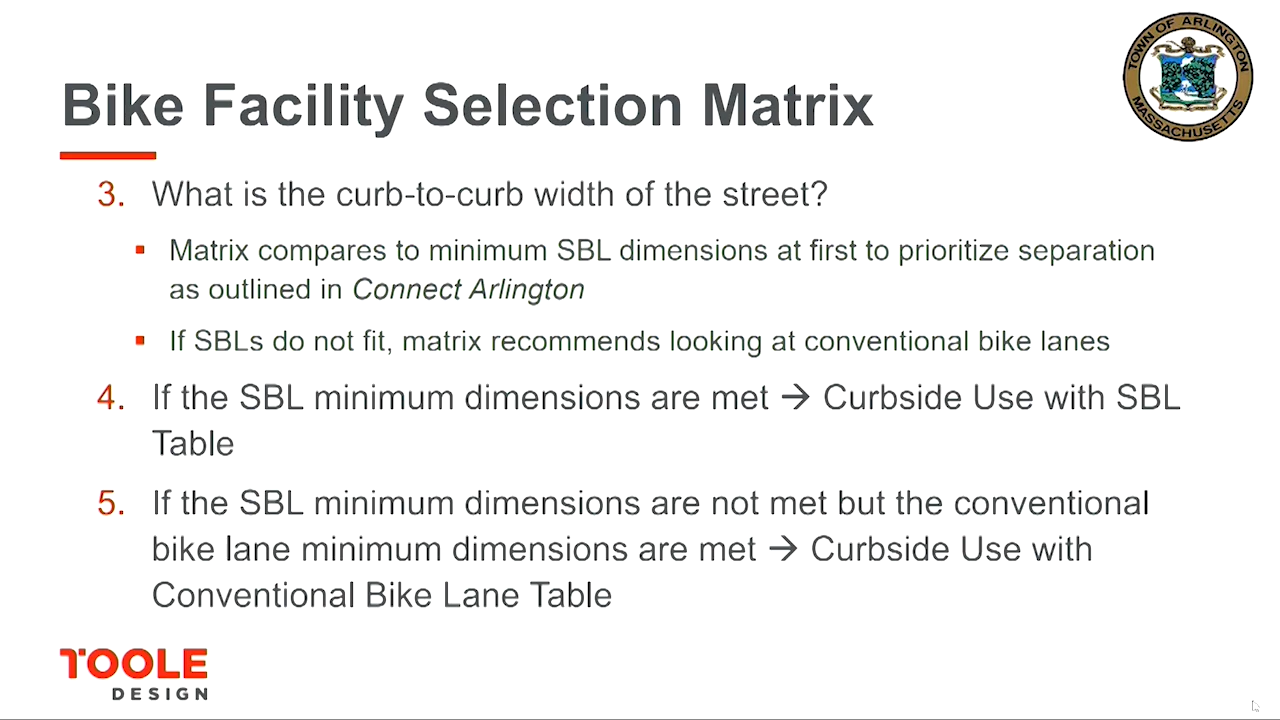 TOWN OF ARLINGTON
MASSACHUSETTS
Bike Facility Selection Matrix
3. What is the curb-to-curb width of the street?
▪ Matrix compares to minimum SBL dimensions at first to prioritize separation
as outlined in Connect Arlington
▪ If SBLs do not fit, matrix recommends looking at conventional bike lanes
4. If the SBL minimum dimensions are met → Curbside Use with SBL
Table
5. If the SBL minimum dimensions are not met but the conventional
bike lane minimum dimensions are met → Curbside Use with
Conventional Bike Lane Table
TOOLE
DESIGN